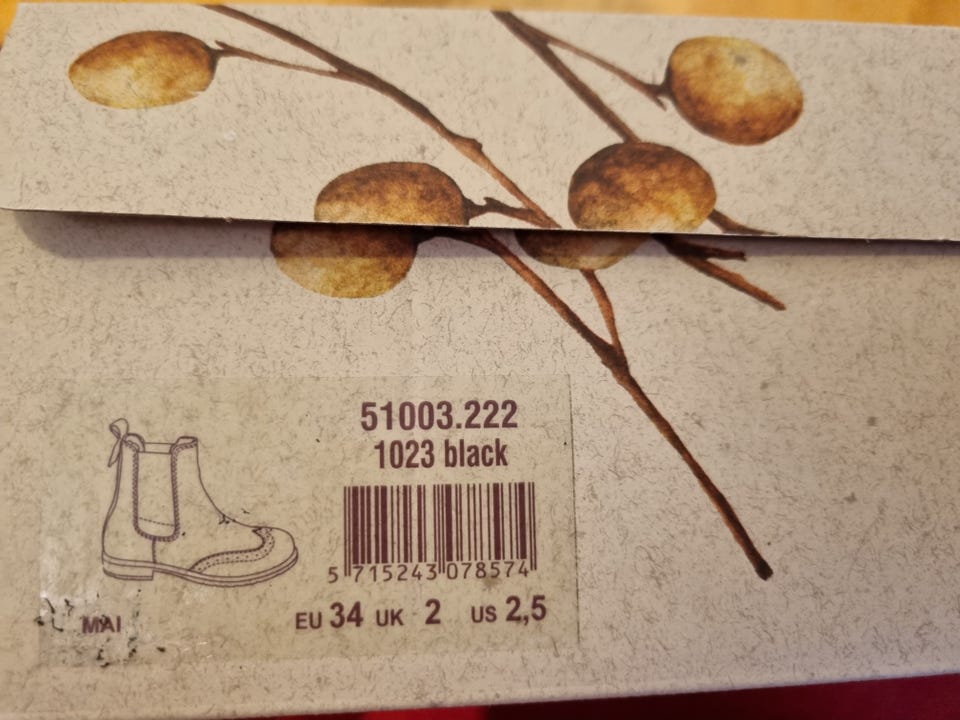 51003.222
1023 black
5 715243 078574
MAI
EU 34 UK 2 US 2,5